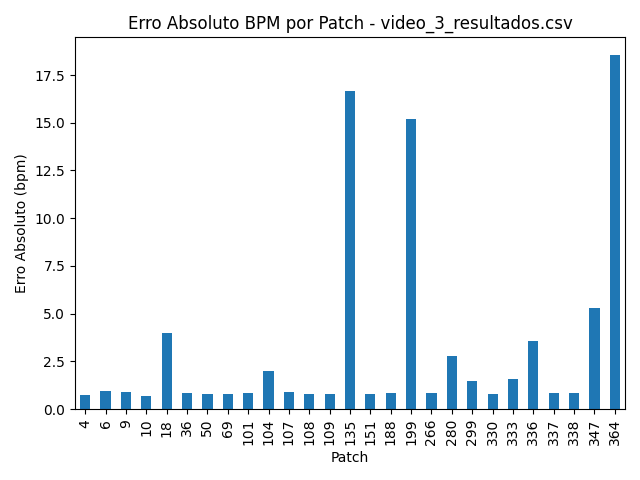 Erro Absoluto BPM por Patch - video_3_resultados.csv
Erro Absoluto (bpm)
17.5
15.0
12.5
10.0
7.5
5.0
2.5
0.0
4 6 9 10 18 36 50 69 101 104 107 108 109 135 151 188 199 266 280 299 330 333 336 337 338 347 364
Patch